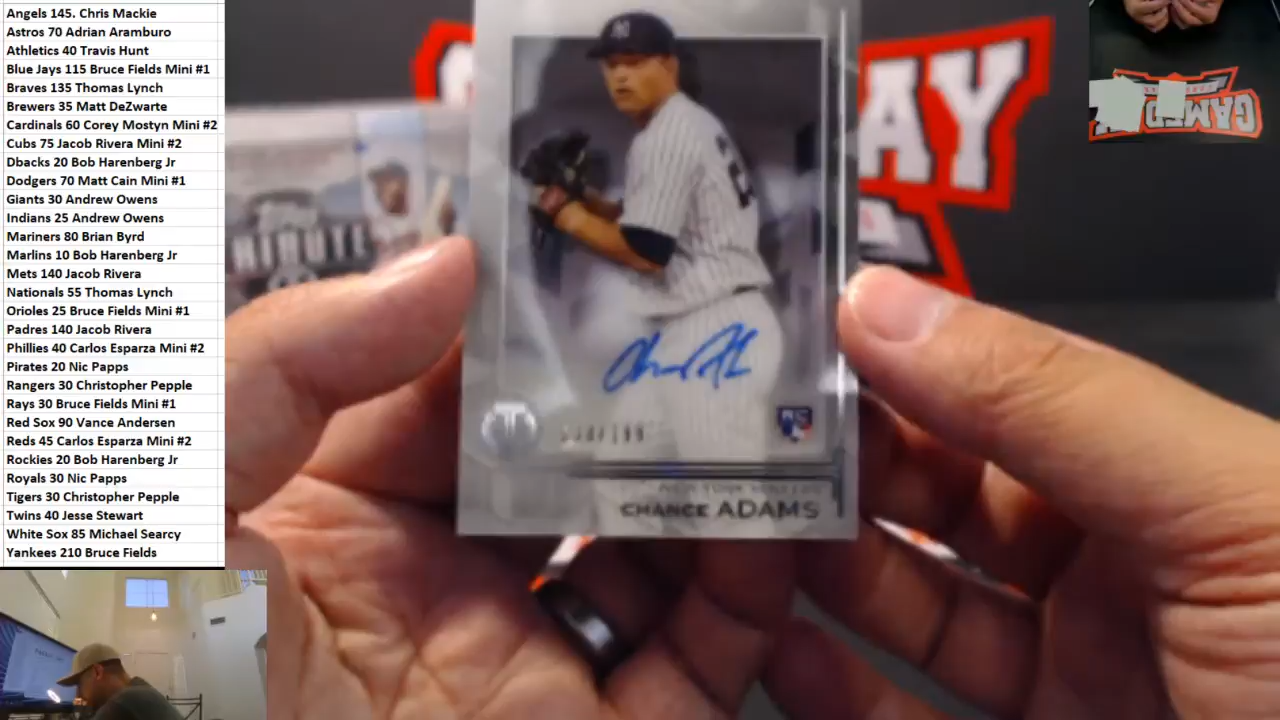 Angels 145. Chris Mackie
Astros 70 Adrian Aramburo
Athletics 40 Travis Hunt
Blue Jays 115 Bruce Fields Mini #1
Braves 135 Thomas Lynch
Brewers 35 Matt DeZwarte
Cardinals 60 Corey Mostyn Mini #2
Cubs 75 Jacob Rivera Mini #2
Dbacks 20 Bob Harenberg Jr
Dodgers 70 Matt Cain Mini #1
Giants 30 Andrew Owens
Indians 25 Andrew Owens
Mariners 80 Brian Byrd
Marlins 10 Bob Harenberg Jr
Mets 140 Jacob Rivera
Nationals 55 Thomas Lynch
Orioles 25 Bruce Fields Mini #1
Padres 140 Jacob Rivera
Phillies 40 Carlos Esparza Mini #2
Pirates 20 Nic Papps
Rangers 30 Christopher Pepple
Rays 30 Bruce Fields Mini #1
Red Sox 90 Vance Andersen
Reds 45 Carlos Esparza Mini #2
Rockies 20 Bob Harenberg Jr
Royals 30 Nic Papps
Tigers 30 Christopher Pepple
Twins 40 Jesse Stewart
White Sox 85 Michael Searcy
Yankees 210 Bruce Fields
MINUTE
AY
NEW YORK YANKEES
CHANCE ADAMS